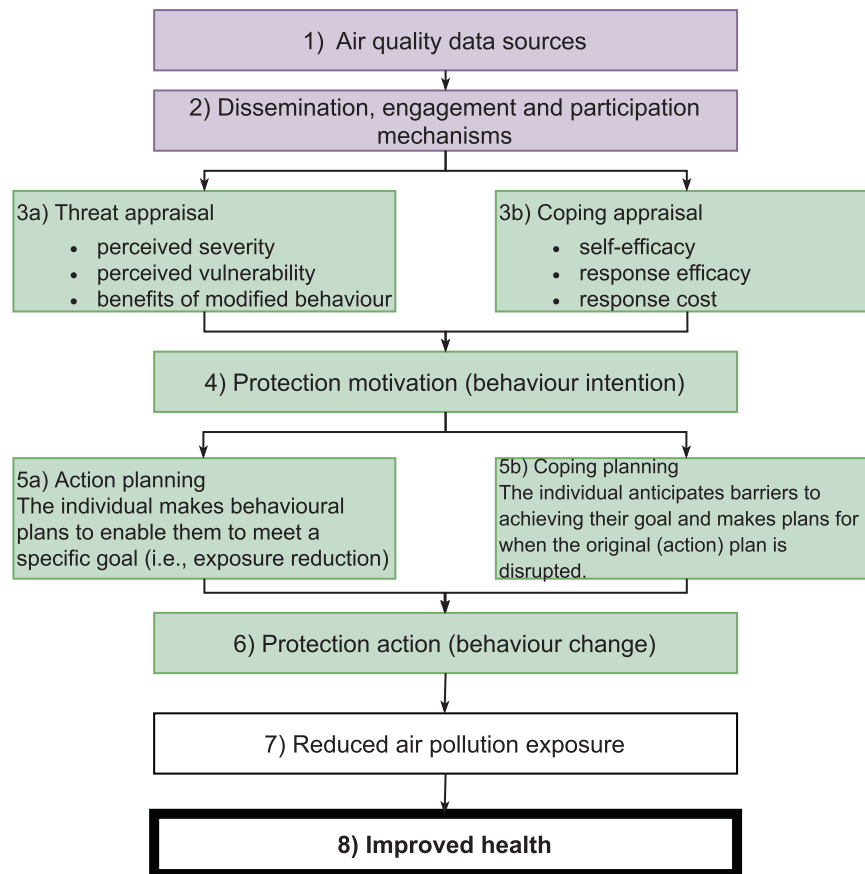 1)  Air quality data sources
2) Dissemination, engagement and participation
mechanisms
3a) Threat appraisal
• perceived severity
• perceived vulnerability
• benefits of modified behaviour
3b) Coping appraisal
• self-efficacy
• response efficacy
• response cost
4) Protection motivation (behaviour intention)
5a) Action planning
The individual makes behavioural
plans to enable them to meet a
specific goal (i.e., exposure reduction)
5b) Coping planning
The individual anticipates barriers to
achieving their goal and makes plans for
when the original (action) plan is
disrupted.
6) Protection action (behaviour change)
7) Reduced air pollution exposure
8) Improved health